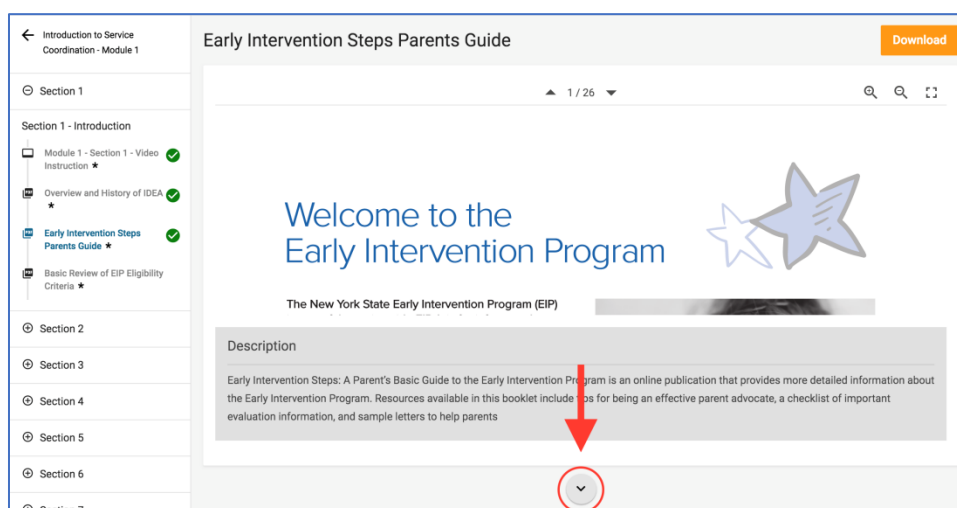 Introduction to Service
Coordination - Module 1
Section 1
Section 1 - Introduction
Module 1 - Section 1 - Video
Instruction ★
Overview and History of IDEA
★
Early Intervention Steps
Parents Guide ★
Basic Review of EIP Eligibility
Criteria ★
Section 2
Section 3
Section 4
Section 5
Section 6
Early Intervention Steps Parents Guide
Download
1 / 26
Welcome to the
Early Intervention Program
The New York State Early Intervention Program (EIP)
Description
Early Intervention Steps: A Parent's Basic Guide to the Early Intervention Program is an online publication that provides more detailed information about
the Early Intervention Program. Resources available in this booklet include tips for being an effective parent advocate, a checklist of important
evaluation information, and sample letters to help parents